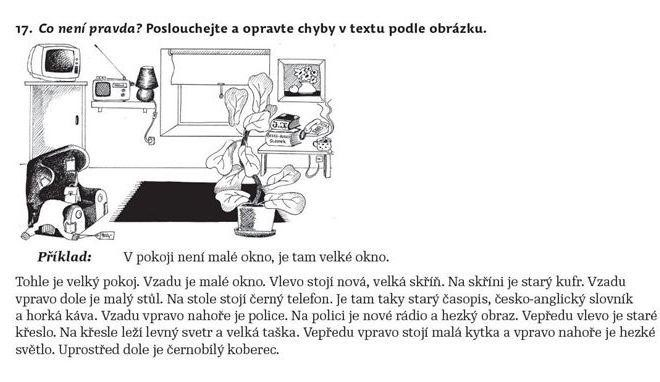 17. Co není pravda? Poslouchejte a opravte chyby v textu podle obrázku.
Příklad: V pokoji není malé okno, je tam velké okno.
Tohle je velký pokoj. Vzadu je malé okno. Vlevo stojí nová, velká skříň. Na skříni je starý kufr. Vzadu
vpravo dole je malý stůl. Na stole stojí černý telefon. Je tam taky starý časopis, česko-anglický slovník
a horká káva. Vzadu vpravo nahoře je police. Na polici je nové rádio a hezký obraz. Vepředu vlevo je staré
křeslo. Na křesle leží levný svetr a velká taška. Vepředu vpravo stojí malá kytka a vpravo nahoře je hezké
světlo. Uprostřed dole je černobílý koberec.